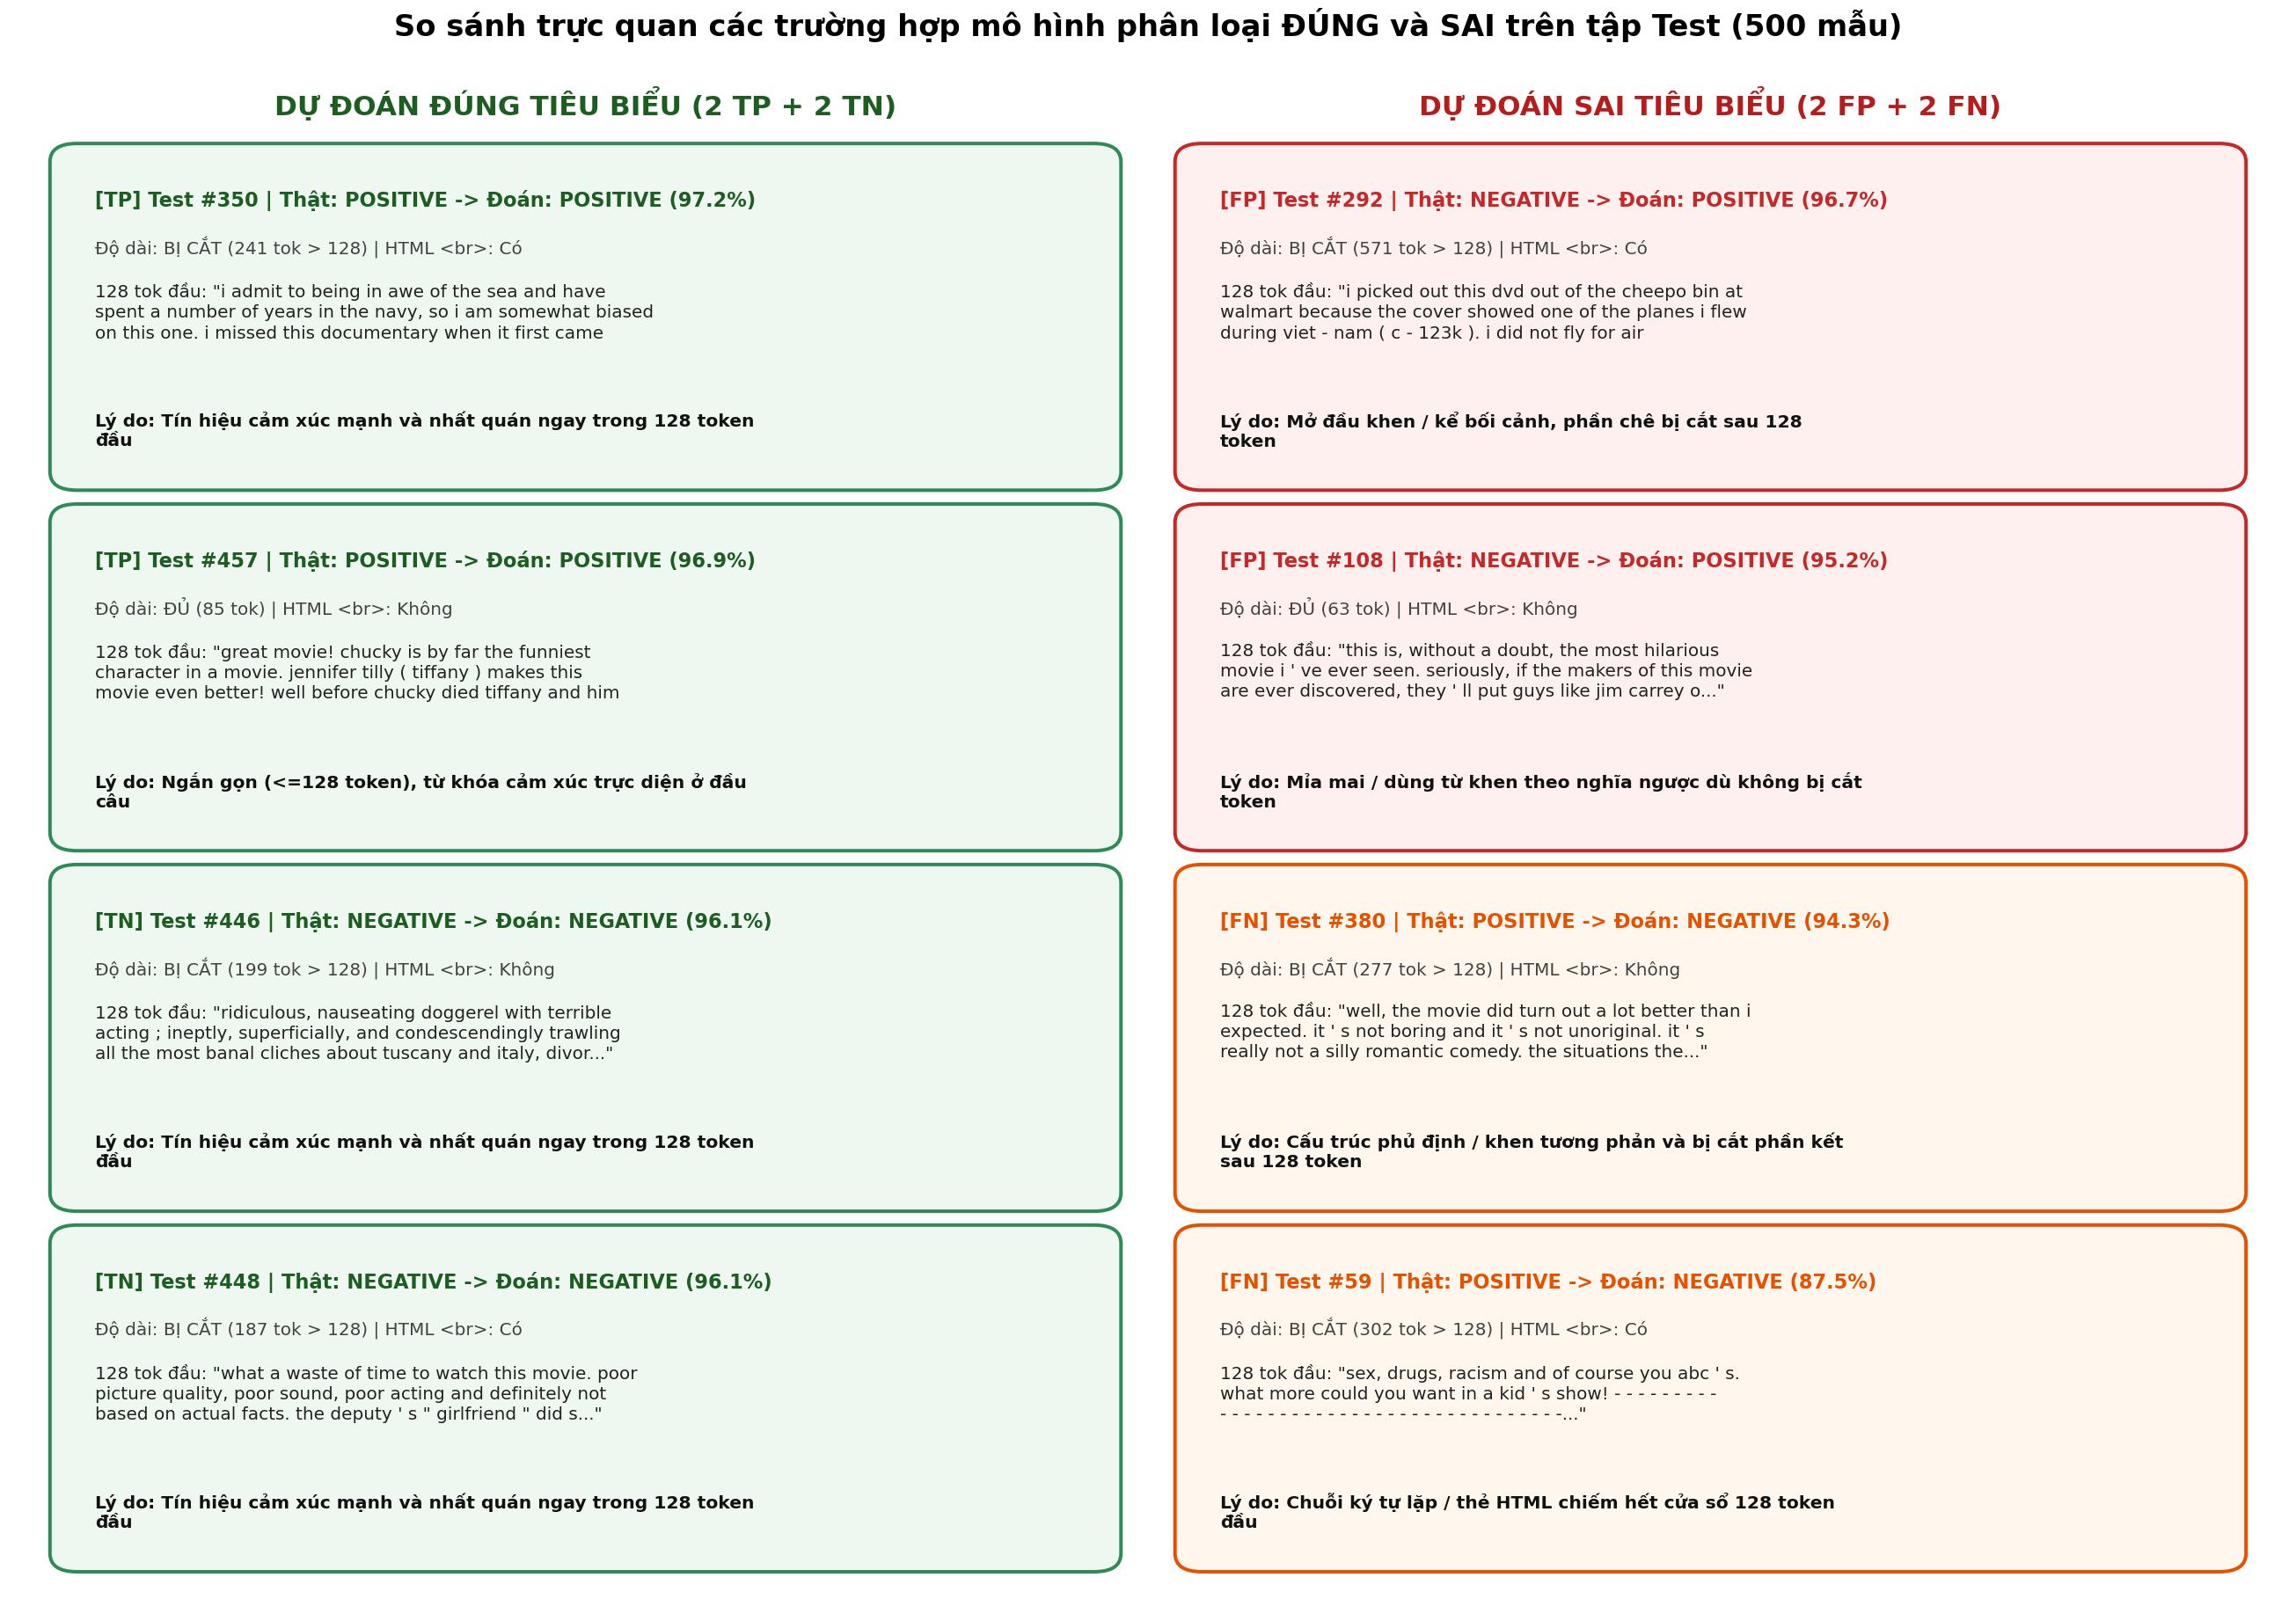 So sánh trực quan các trường hợp mô hình phân loại ĐÚNG và SAI trên tập Test (500 mẫu)
DỰ ĐOÁN ĐÚNG TIÊU BIỂU (2 TP + 2 TN)
[TP] Test #350 | Thật: POSITIVE -> Đoán: POSITIVE (97.2%)
Độ dài: BỊ CẮT (241 tok > 128) | HTML <br>: Có
128 tok đầu: "i admit to being in awe of the sea and have
spent a number of years in the navy, so i am somewhat biased
on this one. i missed this documentary when it first came
Lý do: Tín hiệu cảm xúc mạnh và nhất quán ngay trong 128 token
đầu
[TP] Test #457 | Thật: POSITIVE -> Đoán: POSITIVE (96.9%)
Độ dài: ĐỦ (85 tok) | HTML <br>: Không
128 tok đầu: "great movie! chucky is by far the funniest
character in a movie. jennifer tilly ( tiffany ) makes this
movie even better! well before chucky died tiffany and him
Lý do: Ngắn gọn (<=128 token), từ khóa cảm xúc trực diện ở đầu
câu
[TN] Test #446 | Thật: NEGATIVE -> Đoán: NEGATIVE (96.1%)
Độ dài: BỊ CẮT (199 tok > 128) | HTML <br>: Không
128 tok đầu: "ridiculous, nauseating doggerel with terrible
acting ; ineptly, superficially, and condescendingly trawling
all the most banal cliches about tuscany and italy, divor..."
Lý do: Tín hiệu cảm xúc mạnh và nhất quán ngay trong 128 token
đầu
[TN] Test #448 | Thật: NEGATIVE -> Đoán: NEGATIVE (96.1%)
Độ dài: BỊ CẮT (187 tok > 128) | HTML <br>: Có
128 tok đầu: "what a waste of time to watch this movie. poor
picture quality, poor sound, poor acting and definitely not
based on actual facts. the deputy ' s " girlfriend " did s..."
Lý do: Tín hiệu cảm xúc mạnh và nhất quán ngay trong 128 token
đầu
DỰ ĐOÁN SAI TIÊU BIỂU (2 FP + 2 FN)
[FP] Test #292 | Thật: NEGATIVE -> Đoán: POSITIVE (96.7%)
Độ dài: BỊ CẮT (571 tok > 128) | HTML <br>: Có
128 tok đầu: "i picked out this dvd out of the cheepo bin at
walmart because the cover showed one of the planes i flew
during viet - nam ( c - 123k ). i did not fly for air
Lý do: Mở đầu khen / kể bối cảnh, phần chê bị cắt sau 128
token
[FP] Test #108 | Thật: NEGATIVE -> Đoán: POSITIVE (95.2%)
Độ dài: ĐỦ (63 tok) | HTML <br>: Không
128 tok đầu: "this is, without a doubt, the most hilarious
movie i ' ve ever seen. seriously, if the makers of this movie
are ever discovered, they ' ll put guys like jim carrey o..."
Lý do: Mỉa mai / dùng từ khen theo nghĩa ngược dù không bị cắt
token
[FN] Test #380 | Thật: POSITIVE -> Đoán: NEGATIVE (94.3%)
Độ dài: BỊ CẮT (277 tok > 128) | HTML <br>: Không
128 tok đầu: "well, the movie did turn out a lot better than i
expected. it ' s not boring and it ' s not unoriginal. it ' s
really not a silly romantic comedy. the situations the..."
Lý do: Cấu trúc phủ định / khen tương phản và bị cắt phần kết
sau 128 token
[FN] Test #59 | Thật: POSITIVE -> Đoán: NEGATIVE (87.5%)
Độ dài: BỊ CẮT (302 tok > 128) | HTML <br>: Có
128 tok đầu: "sex, drugs, racism and of course you abc ' s.
what more could you want in a kid ' s show! - - - - - - - - -
- - - - - - - - - - - - - - - - - - - - - - - - - - - - -..."
Lý do: Chuỗi ký tự lặp / thẻ HTML chiếm hết cửa sổ 128 token
đầu